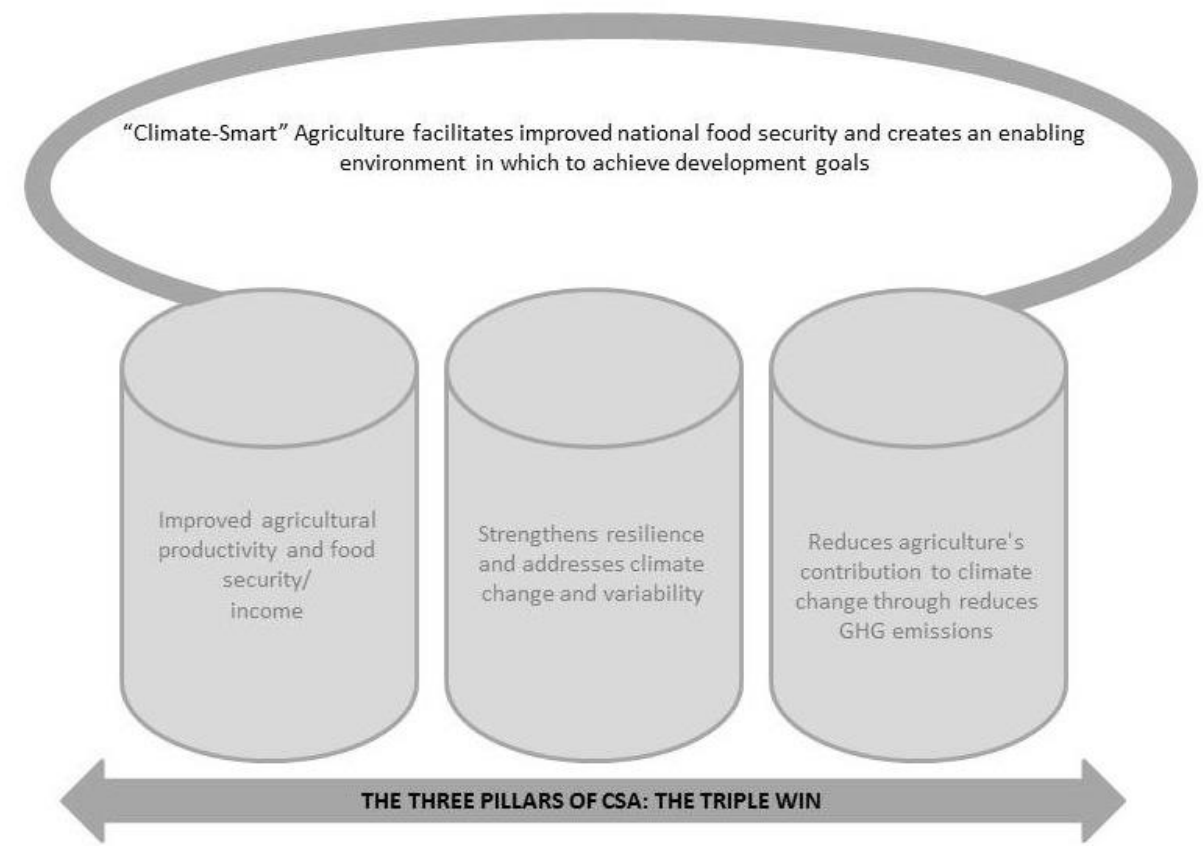 “Climate-Smart” Agriculture facilitates improved national food security and creates an enabling
environment in which to achieve development goals
Improved agricultural
productivity and food
security/
income
Strengthens resilience
and addresses climate
change and variability
Reduces agriculture's
contribution to climate
change through reduces
GHG emissions
THE THREE PILLARS OF CSA: THE TRIPLE WIN